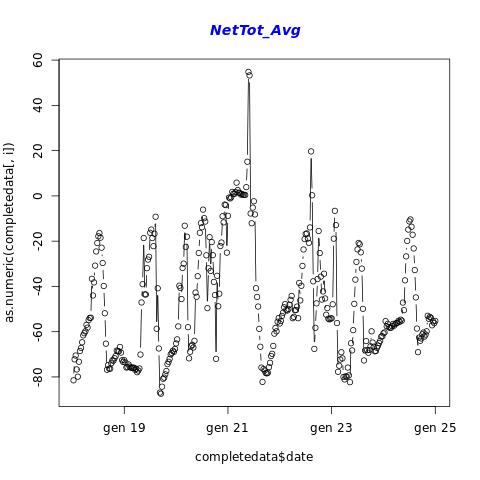 NetTot_Avg
as.numeric(completedata[, i])
60
40
20
0
-20
-40
-60
-80
gen 19
gen 21
gen 23
gen 25
completedata$date